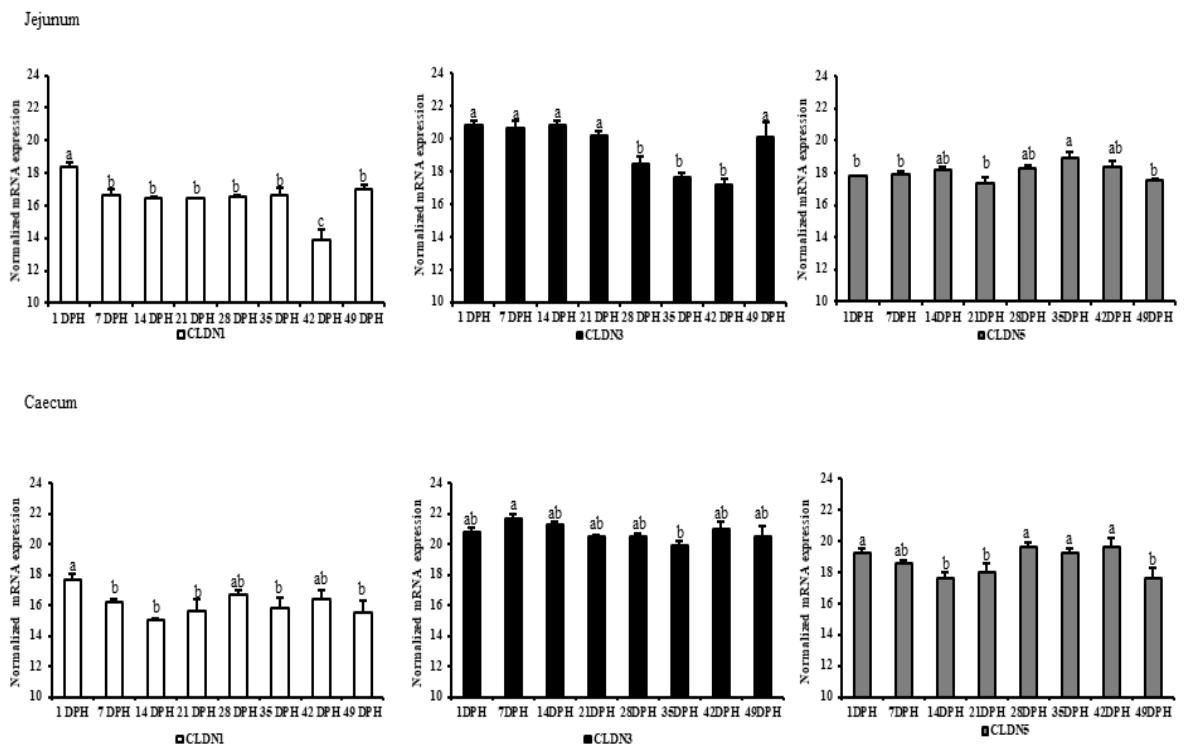 Jejunum
Normalized mRNA expression
24
22
20
18
16
14
12
10
a
b
b
b
b
b
c
b
1 DPH 7 DPH 14 DPH 21 DPH 28 DPH 35 DPH 42 DPH 49 DPH
CLDN1
Normalized mRNA expression
24
22
20
18
16
14
12
10
a
a
a
a
b
b
b
a
1 DPH 7 DPH 14 DPH 21 DPH 28 DPH 35 DPH 42 DPH 49 DPH
CLDN3
Normalized mRNA expression
24
22
20
18
16
14
12
10
b
b
ab
b
ab
a
ab
b
1DPH 7DPH 14DPH 21DPH 28DPH 35DPH 42DPH 49DPH
CLDN5
Caecum
Normalized mRNA expression
24
22
20
18
16
14
12
10
a
b
b
b
ab
b
ab
b
1 DPH 7 DPH 14 DPH 21 DPH 28 DPH 35 DPH 42 DPH 49 DPH
CLDN1
Normalized mRNA expression
24
22
20
18
16
14
12
10
ab
a
ab
ab
ab
b
ab
ab
1DPH 7DPH 14DPH 21DPH 28DPH 35DPH 42DPH 49DPH
CLDN3
Normalized mRNA expression
24
22
20
18
16
14
12
10
a
ab
b
b
a
a
a
b
1DPH 7DPH 14DPH 21DPH 28DPH 35DPH 42DPH 49DPH
CLDN5